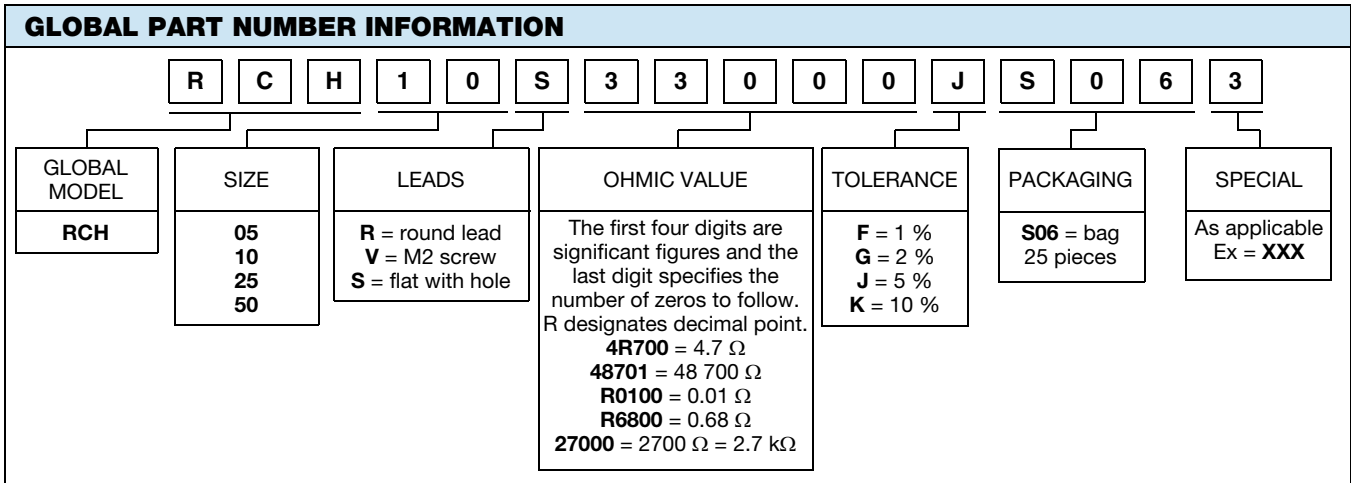 GLOBAL PART NUMBER INFORMATION
R C H 1 0 S 3 3 0 0 0 J S 0 6 3
GLOBAL
MODEL
RCH
SIZE
05
10
25
50
LEADS
R = round lead
V = M2 screw
S = flat with hole
OHMIC VALUE
The first four digits are
significant figures and the
last digit specifies the
number of zeros to follow.
R designates decimal point.
4R700 = 4.7 Ω
48701 = 48 700 Ω
R0100 = 0.01 Ω
R6800 = 0.68 Ω
27000 = 2700 Ω = 2.7 kΩ
TOLERANCE
F = 1 %
G = 2 %
J = 5 %
K = 10 %
PACKAGING
S06 = bag
25 pieces
SPECIAL
As applicable
Ex = XXX